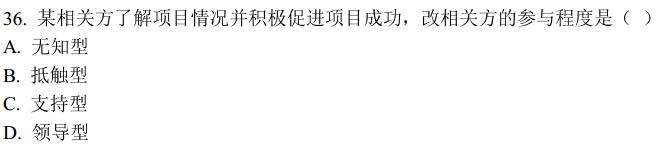 36. 某相关方了解项目情况并积极促进项目成功，改相关方的参与程度是（ ）
A. 无知型
B. 抵触型
C. 支持型
D. 领导型